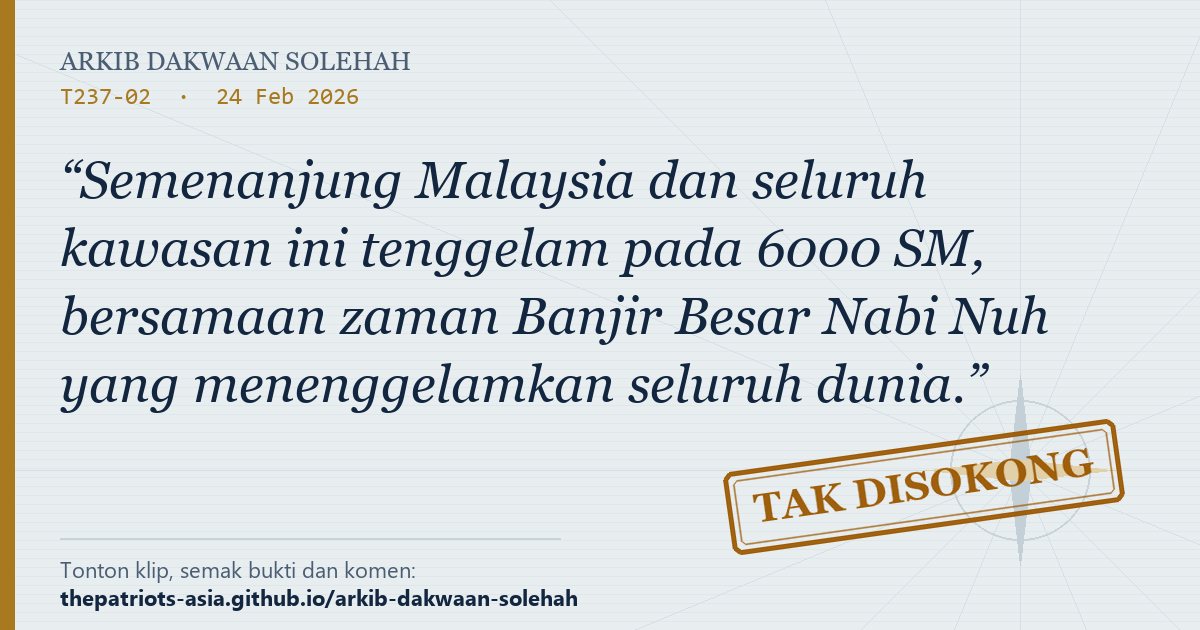 ARKIB DAKWAAN SOLEHAH
T237-02 · 24 Feb 2026
“Semenanjung Malaysia dan seluruh
kawasan ini tenggelam pada 6000 SM,
bersamaan zaman Banjir Besar Nabi Nuh
yang menenggelamkan seluruh dunia.”
TAK DISOKONG
Tonton klip, semak bukti dan komen:
thepatriots-asia.github.io/arkib-dakwaan-solehah